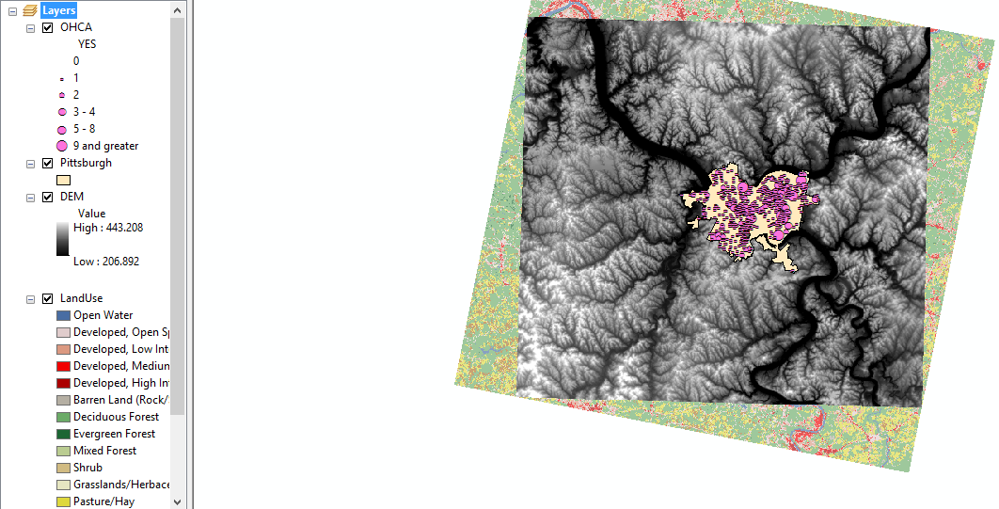 Layers
OHCA
YES
0
1
2
3 - 4
5 - 8
9 and greater
Pittsburgh
DEM
Value
High : 443.208
Low : 206.892
LandUse
Open Water
Developed, Open Sp
Developed, Low Int
Developed, Medium
Developed, High In
Barren Land (Rock/
Deciduous Forest
Evergreen Forest
Mixed Forest
Shrub
Grasslands/Herbace
Pasture/Hay